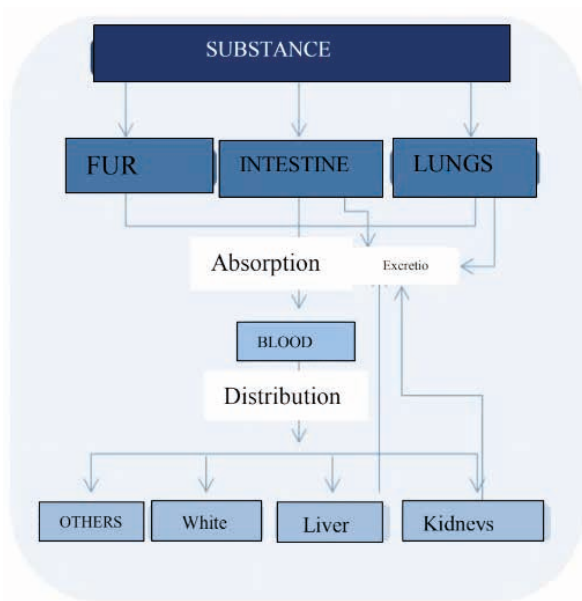 SUBSTANCE
FUR
INTESTINE
LUNGS
Absorption
Excretio
BLOOD
Distribution
OTHERS
White
Liver
Kidnevs